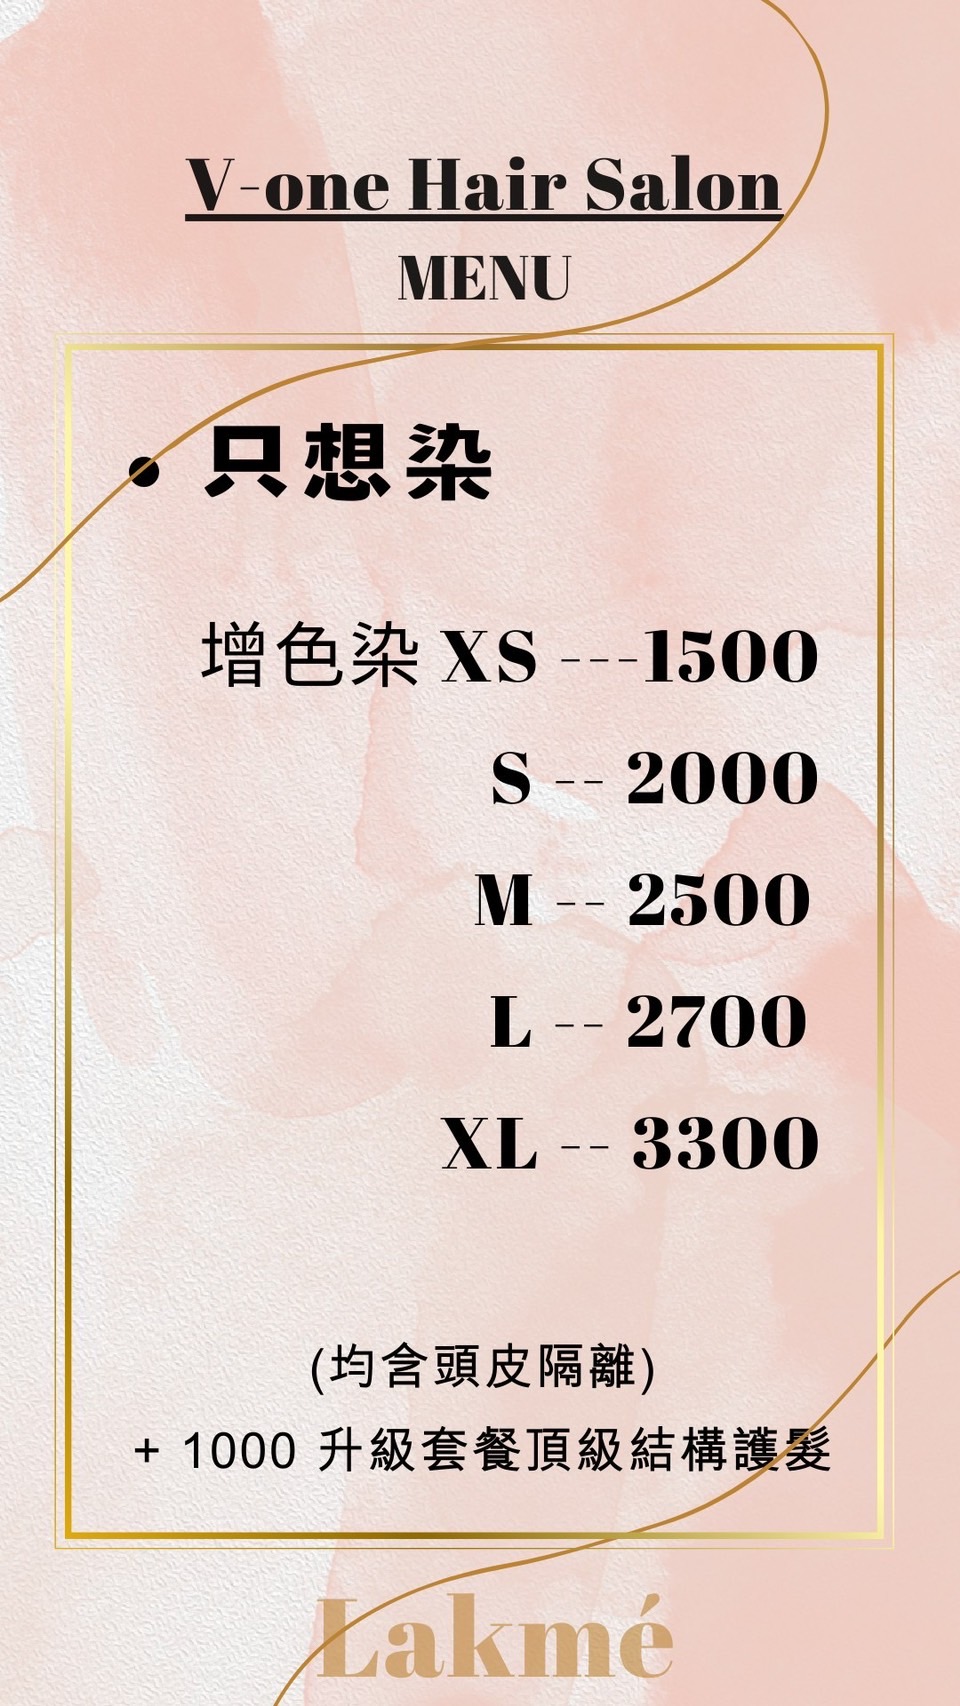 V-one Hair Salon
MENU
• 只想染
增色染 XS ---1500
S -- 2000
M -- 2500
L -- 2700
XL -- 3300
(均含頭皮隔離)
+ 1000 升級套餐頂級結構護髮
Lakmé